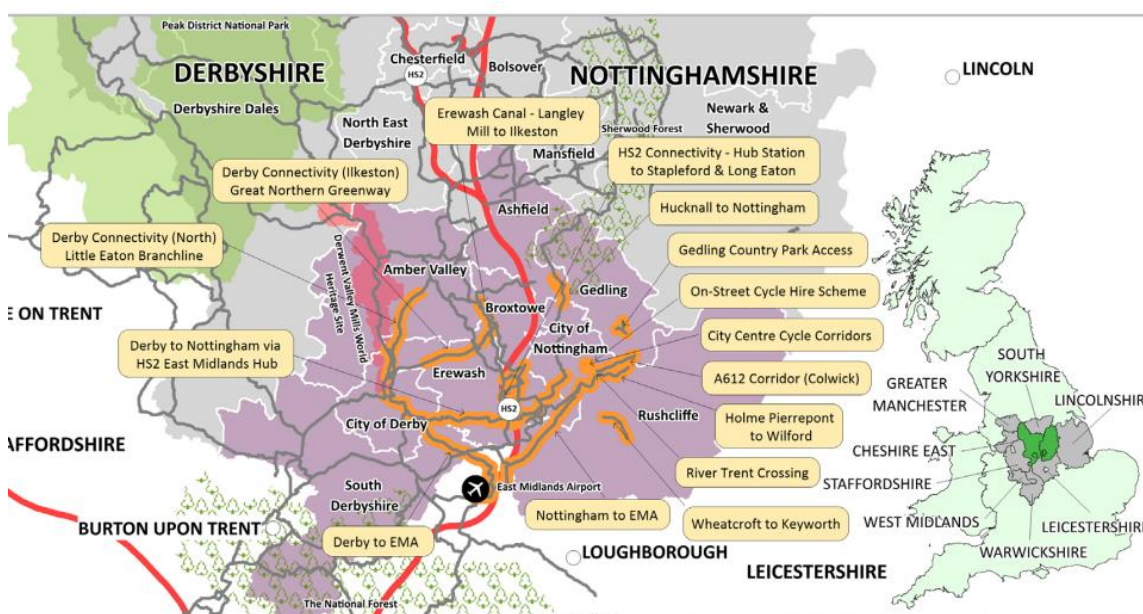 Peak District National Park
DERBYSHIRE
Derbyshire Dales
Chesterfield
HS2
Bolsover
NOTTINGHAMSHIRE
LINCOLN
North East
Derbyshire
Erewash Canal - Langley
Mill to Ilkeston
Sherwood Forest
Newark &
Sherwood
Mansfield
HS2 Connectivity - Hub Station
to Stapleford & Long Eaton
Derby Connectivity (Ilkeston)
Great Northern Greenway
Ashfield
Hucknall to Nottingham
Derby Connectivity (North)
Little Eaton Branchline
Derwent Valley Mills World
Heritage Site
Amber Valley
Gedling Country Park Access
Gedling
On-Street Cycle Hire Scheme
Broxtowe
E ON TRENT
City of
Nottingham
City Centre Cycle Corridors
Derby to Nottingham via
HS2 East Midlands Hub
Erewash
A612 Corridor (Colwick)
HS2
Rushcliffe
Holme Pierrepont
to Wilford
City of Derby
AFFORDSHIRE
River Trent Crossing
East Midlands Airport
South
Derbyshire
Nottingham to EMA
Wheatcroft to Keyworth
BURTON UPON TRENT
Derby to EMA
LOUGHBOROUGH
LEICESTERSHIRE
The National Forest
SOUTH
YORKSHIRE
GREATER
MANCHESTER
LINCOLNSHIR
CHESHIRE EAST
STAFFORDSHIRE
WEST MIDLANDS
LEICESTERSHIRE
WARWICKSHIRE